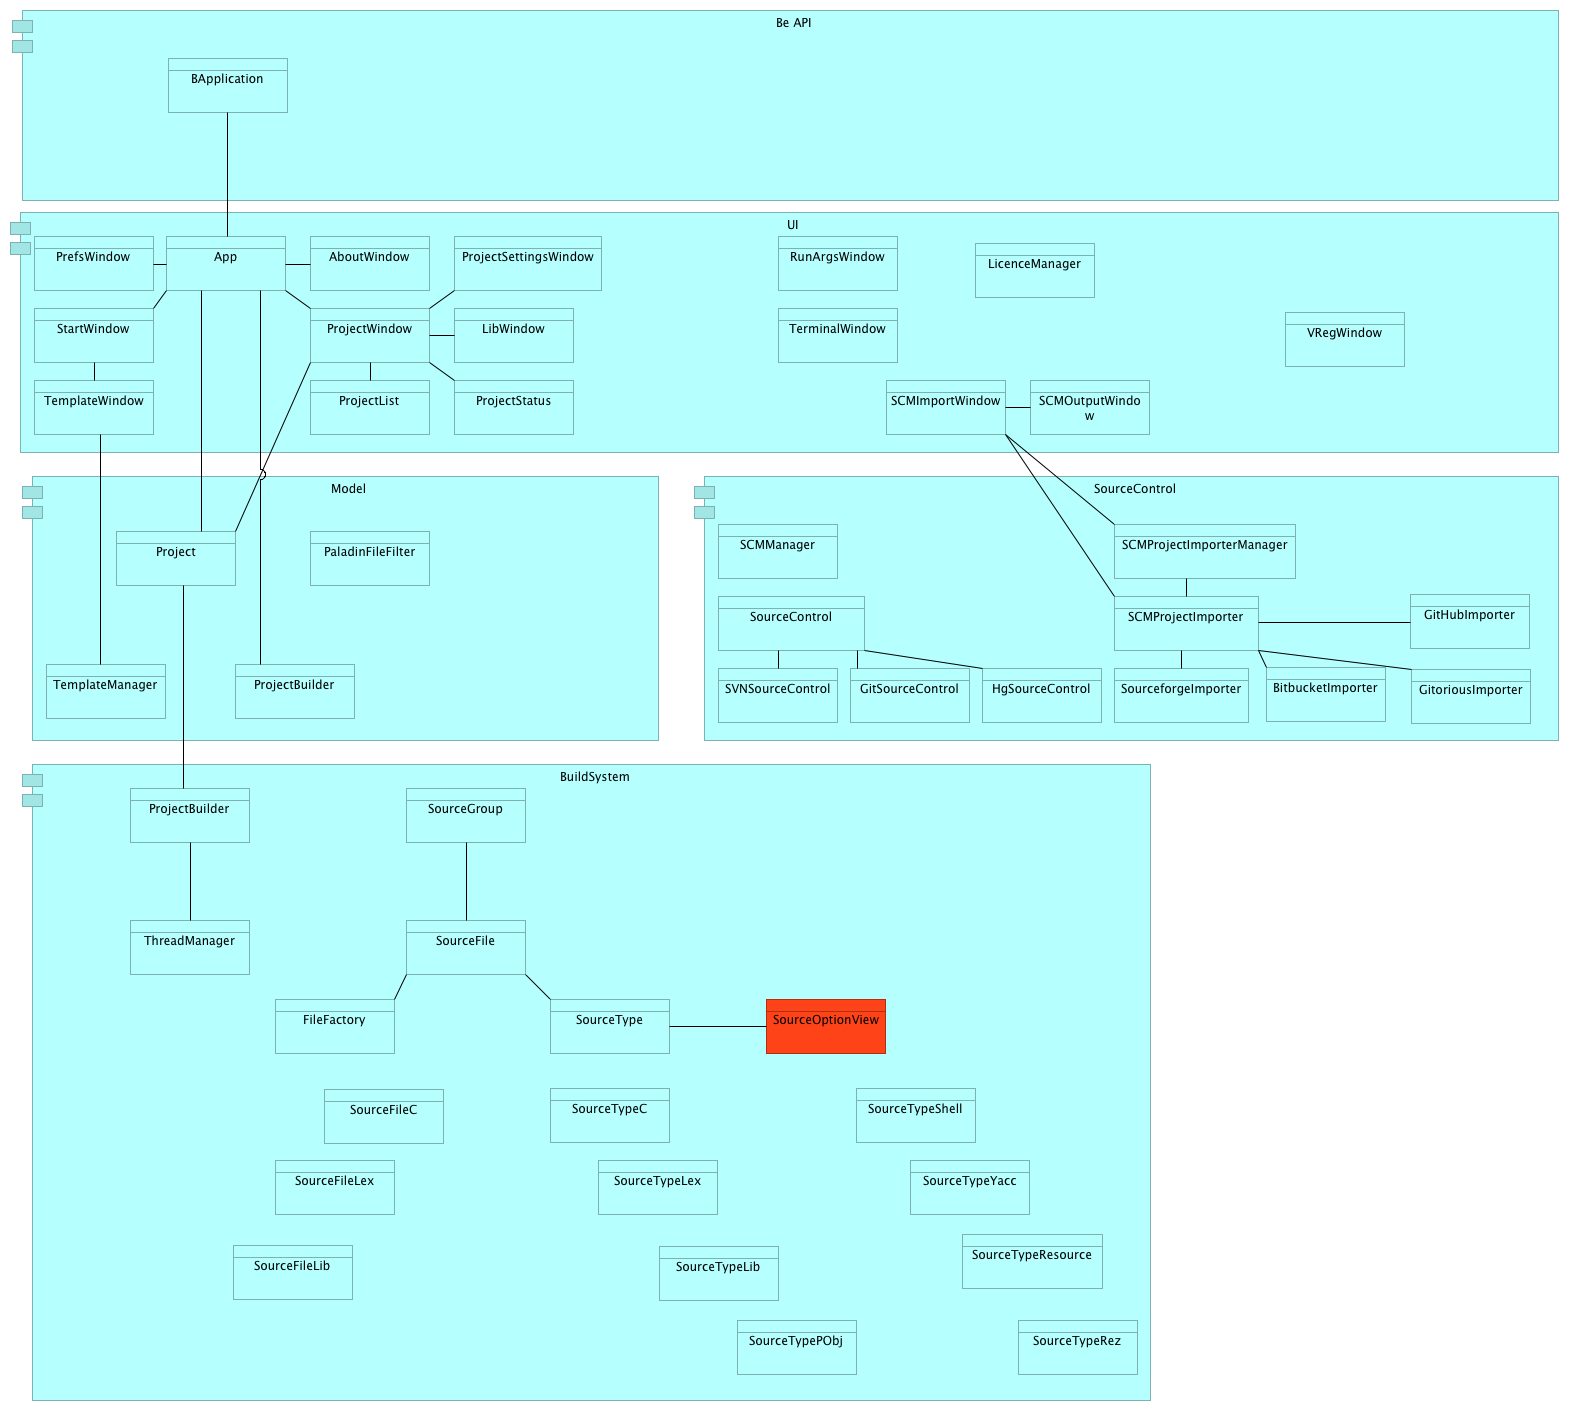 Be API
BApplication
UI
PrefsWindow
App
AboutWindow
ProjectSettingsWindow
RunArgsWindow
LicenceManager
StartWindow
ProjectWindow
LibWindow
TerminalWindow
VRegWindow
TemplateWindow
ProjectList
ProjectStatus
SCMImportWindow
SCMOutputWindo
w
Model
Project
PaladinFileFilter
TemplateManager
ProjectBuilder
SourceControl
SCMManager
SCMProjectImporterManager
SourceControl
SCMProjectImporter
GitHubImporter
SVNSourceControl
GitSourceControl
HgSourceControl
SourceforgeImporter
BitbucketImporter
GitoriousImporter
BuildSystem
ProjectBuilder
SourceGroup
ThreadManager
SourceFile
FileFactory
SourceType
SourceOptionView
SourceFileC
SourceTypeC
SourceTypeShell
SourceFileLex
SourceTypeLex
SourceTypeYacc
SourceFileLib
SourceTypeLib
SourceTypeResource
SourceTypePObj
SourceTypeRez